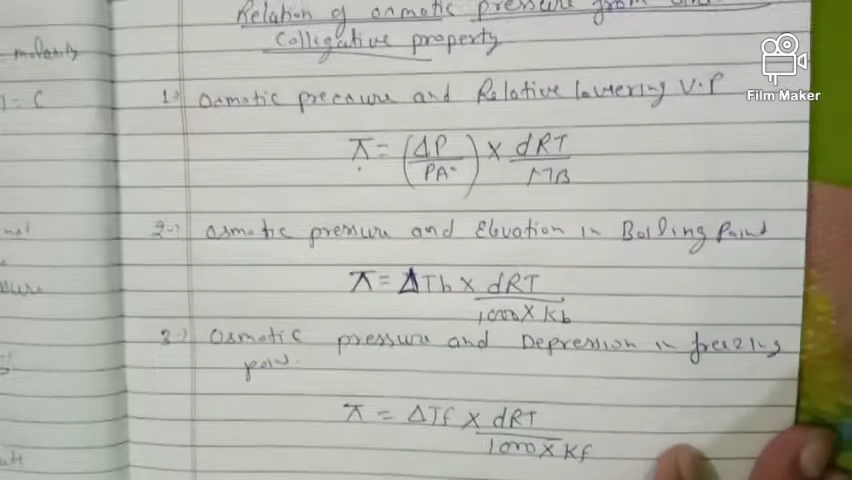 Relation of osmotic pressure from
Colligative property
molarity
= C
1. Osmotic pressure and Relative lowering V.P
π = (ΔP / PA°) × dRT / MB
2-) Osmotic pressure and Elevation in Boiling Point
π = ΔTb × dRT / 1000 × Kb
3-) Osmotic pressure and Depression in freezing
point.
π = ΔTf × dRT / 1000 × Kf
Film Maker